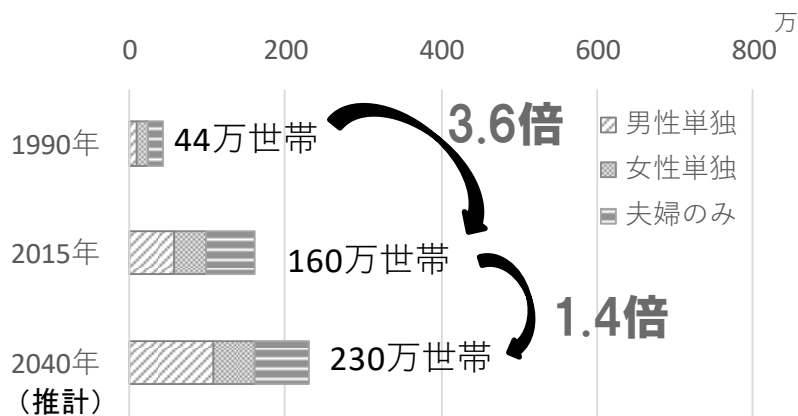 万
0 200 400 600 800
1990年 44万世帯 3.6倍
男性単独
女性単独
夫婦のみ
2015年 160万世帯
1.4倍
2040年 230万世帯
（推計）